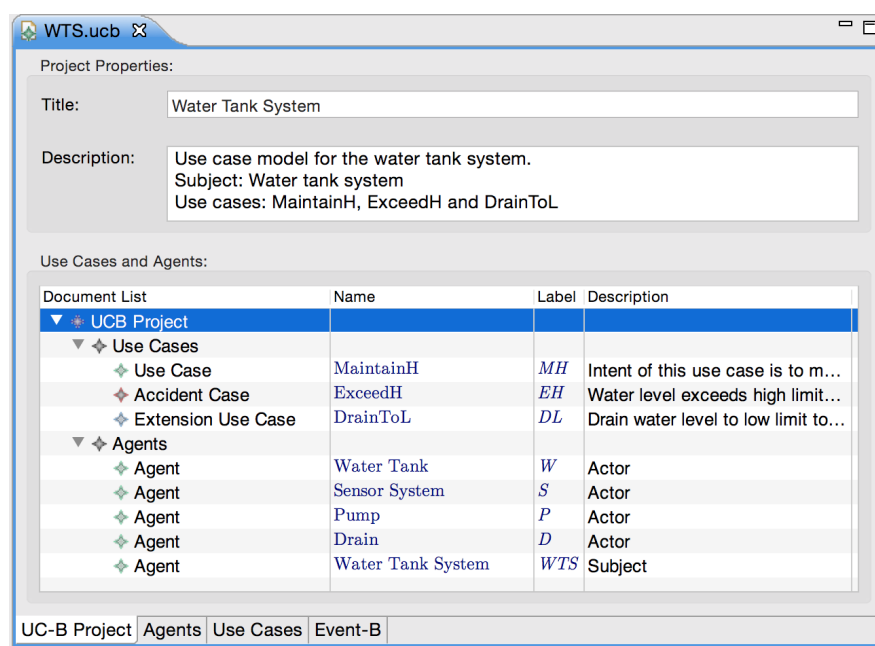 WTS.ucb
Project Properties:
Title: Water Tank System
Description: Use case model for the water tank system.
Subject: Water tank system
Use cases: MaintainH, ExceedH and DrainToL
Use Cases and Agents:
Document List Name Label Description
UCB Project
Use Cases
Use Case MaintainH MH Intent of this use case is to m...
Accident Case ExceedH EH Water level exceeds high limit...
Extension Use Case DrainToL DL Drain water level to low limit to...
Agents
Agent Water Tank W Actor
Agent Sensor System S Actor
Agent Pump P Actor
Agent Drain D Actor
Agent Water Tank System WTS Subject
UC-B Project Agents Use Cases Event-B